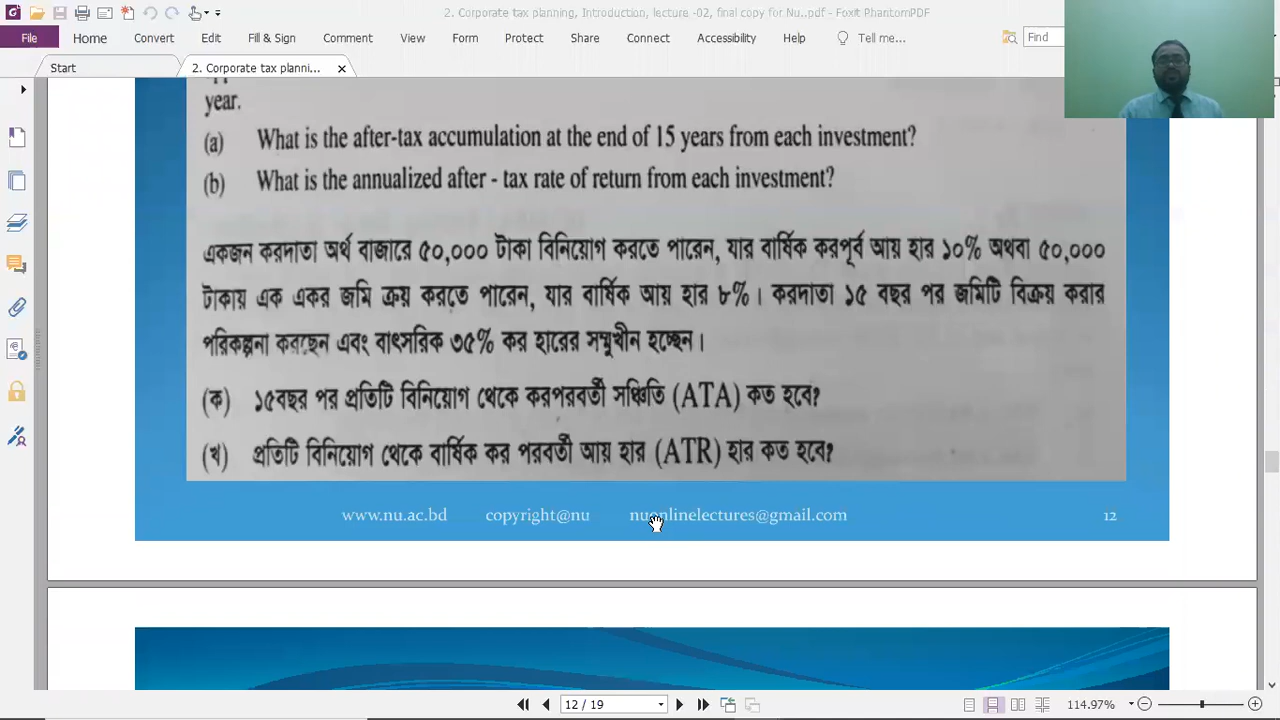 2. Corporate tax planning, Introduction, lecture -02, final copy for Nu..pdf - Foxit PhantomPDF
File Home Convert Edit Fill & Sign Comment View Form Protect Share Connect Accessibility Help Tell me... Find
Start 2. Corporate tax planni...
year.
(a) What is the after-tax accumulation at the end of 15 years from each investment?
(b) What is the annualized after - tax rate of return from each investment?
একজন করদাতা অর্থ বাজারে ৫০,০০০ টাকা বিনিয়োগ করতে পারেন, যার বার্ষিক করপূর্ব আয় হার ১০% অথবা ৫০,০০০
টাকায় এক একর জমি ক্রয় করতে পারেন, যার বার্ষিক আয় হার ৮%। করদাতা ১৫ বছর পর জমিটি বিক্রয় করার
পরিকল্পনা করছেন এবং বাৎসরিক ৩৫% কর হারের সম্মুখীন হচ্ছেন।
(ক) ১৫বছর পর প্রতিটি বিনিয়োগ থেকে করপরবর্তী সঞ্চিতি (ATA) কত হবে?
(খ) প্রতিটি বিনিয়োগ থেকে বার্ষিক কর পরবর্তী আয় হার (ATR) হার কত হবে?
www.nu.ac.bd copyright@nu nuonlinelectures@gmail.com 12
12 / 19 114.97%